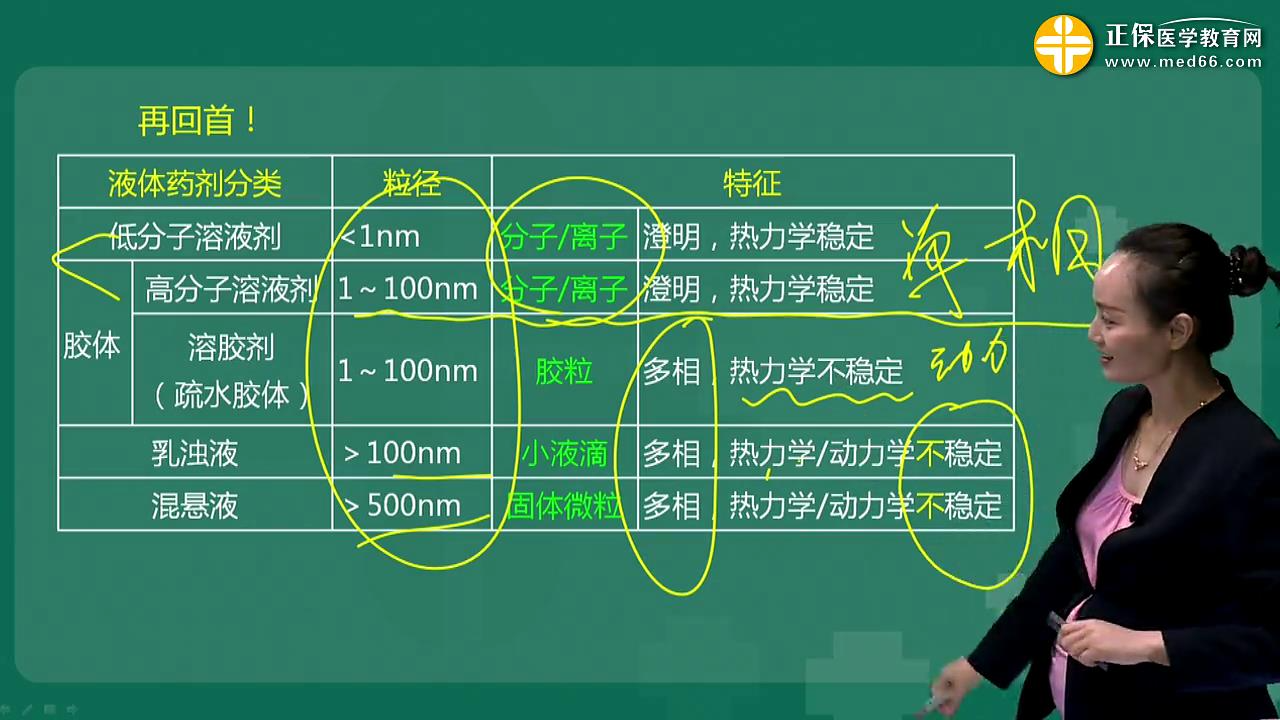 正保医学教育网
www.med66.com
再回首！
液体药剂分类 粒径 特征
低分子溶液剂 <1nm 分子/离子 澄明，热力学稳定
胶体 高分子溶液剂 1～100nm 分子/离子 澄明，热力学稳定
单相
溶胶剂
（疏水胶体） 1～100nm 胶粒 多相，热力学不稳定
动力
乳浊液 ＞100nm 小液滴 多相，热力学/动力学不稳定
混悬液 ＞500nm 固体微粒 多相，热力学/动力学不稳定